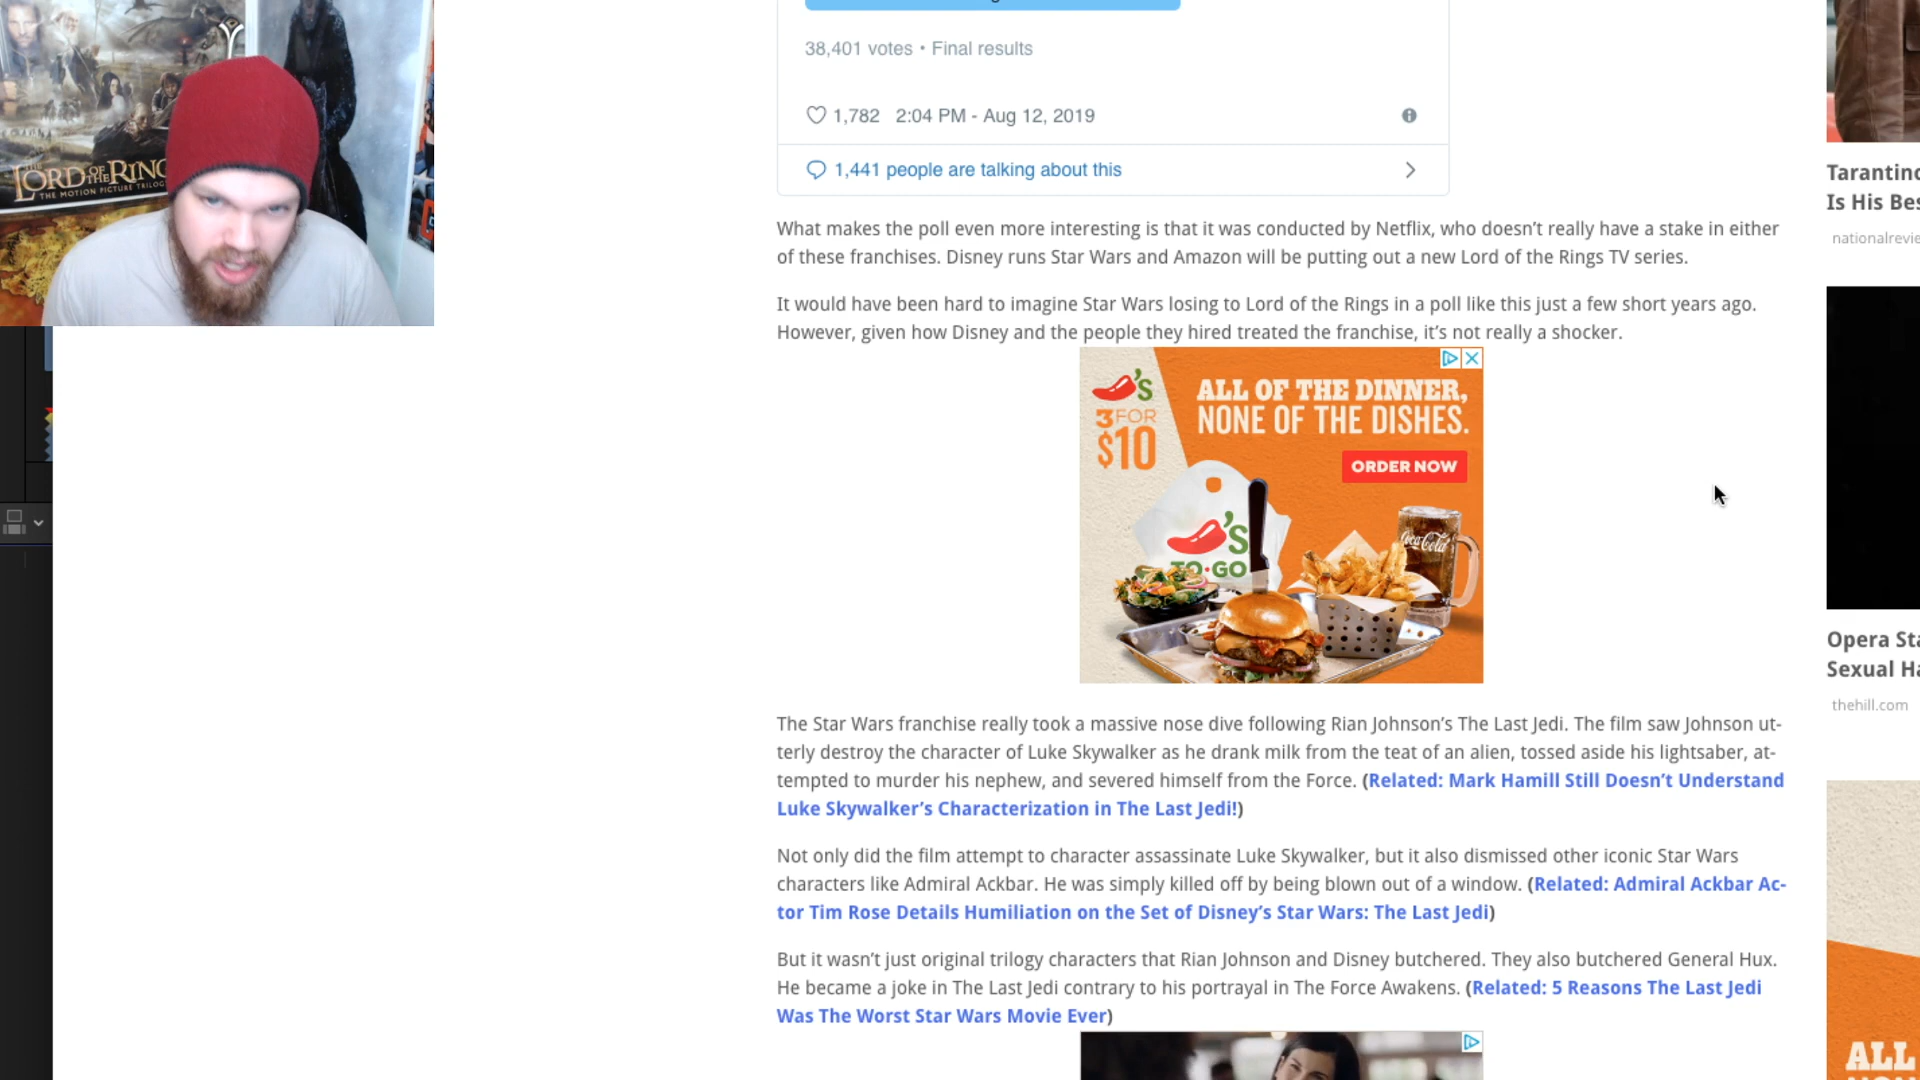 38,401 votes • Final results
1,782 2:04 PM - Aug 12, 2019
1,441 people are talking about this
What makes the poll even more interesting is that it was conducted by Netflix, who doesn’t really have a stake in either
of these franchises. Disney runs Star Wars and Amazon will be putting out a new Lord of the Rings TV series.
It would have been hard to imagine Star Wars losing to Lord of the Rings in a poll like this just a few short years ago.
However, given how Disney and the people they hired treated the franchise, it’s not really a shocker.
LORD OF THE RINGS
THE MOTION PICTURE TRILOGY
'S
3 FOR
$10
ALL OF THE DINNER,
NONE OF THE DISHES.
ORDER NOW
'S
TO·GO
Coca-Cola
The Star Wars franchise really took a massive nose dive following Rian Johnson’s The Last Jedi. The film saw Johnson ut-
terly destroy the character of Luke Skywalker as he drank milk from the teat of an alien, tossed aside his lightsaber, at-
tempted to murder his nephew, and severed himself from the Force. (Related: Mark Hamill Still Doesn’t Understand
Luke Skywalker’s Characterization in The Last Jedi!)
Not only did the film attempt to character assassinate Luke Skywalker, but it also dismissed other iconic Star Wars
characters like Admiral Ackbar. He was simply killed off by being blown out of a window. (Related: Admiral Ackbar Ac-
tor Tim Rose Details Humiliation on the Set of Disney’s Star Wars: The Last Jedi)
But it wasn’t just original trilogy characters that Rian Johnson and Disney butchered. They also butchered General Hux.
He became a joke in The Last Jedi contrary to his portrayal in The Force Awakens. (Related: 5 Reasons The Last Jedi
Was The Worst Star Wars Movie Ever)
Tarantino
Is His Bes
nationalrevie
Opera Sta
Sexual Ha
thehill.com
ALL